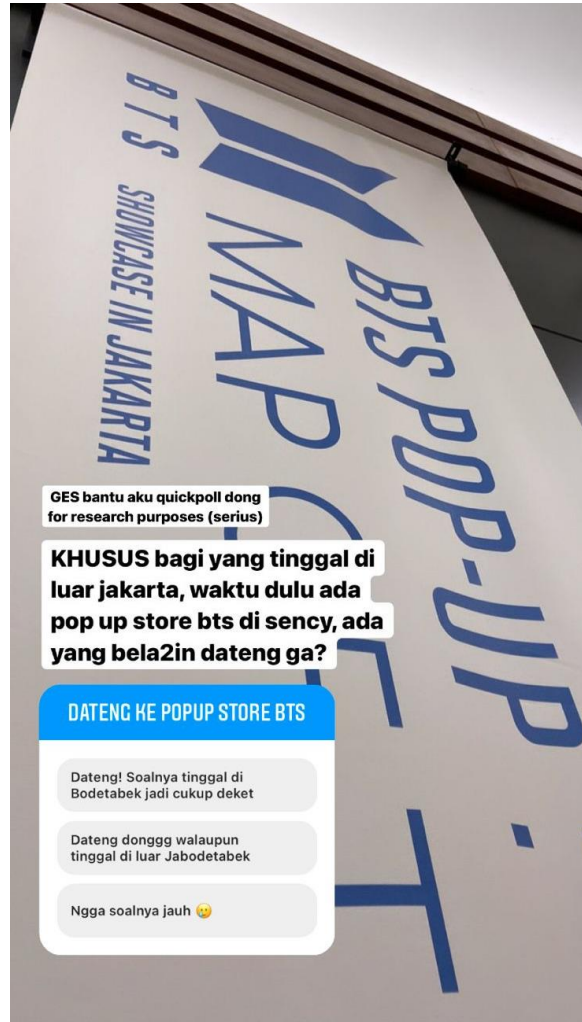 BTS POP-UP :
MAP OF T
BTS SHOWCASE IN JAKARTA
GES bantu aku quickpoll dong
for research purposes (serius)
KHUSUS bagi yang tinggal di
luar jakarta, waktu dulu ada
pop up store bts di sency, ada
yang bela2in dateng ga?
DATENG KE POPUP STORE BTS
Dateng! Soalnya tinggal di
Bodetabek jadi cukup deket
Dateng donggg walaupun
tinggal di luar Jabodetabek
Ngga soalnya jauh 🥲